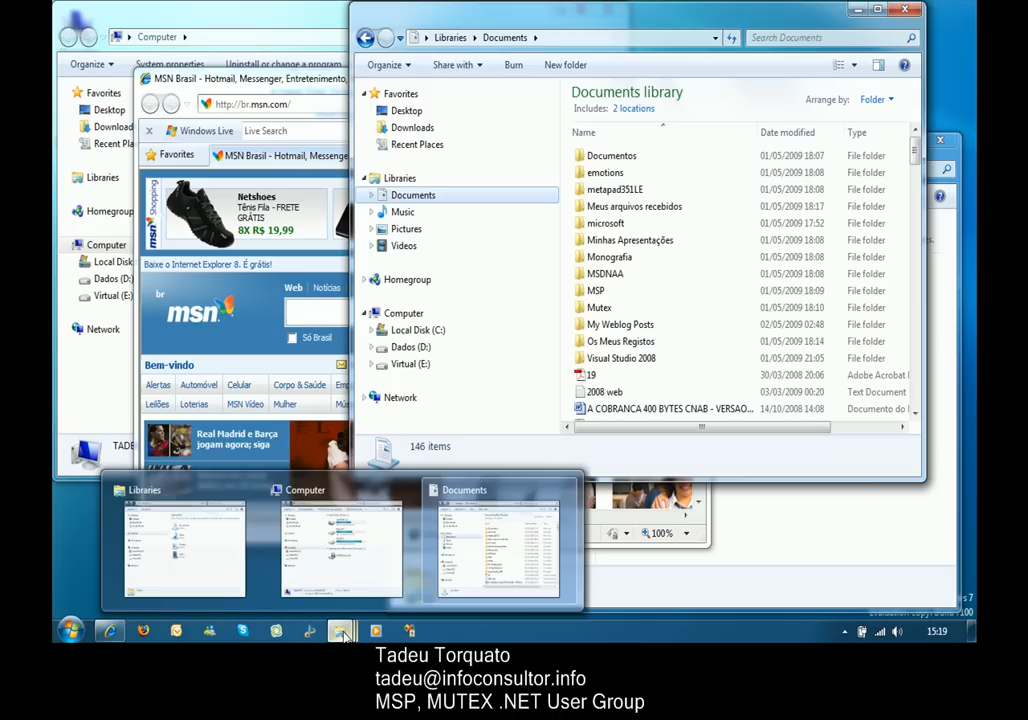 Computer
Organize
System properties
Uninstall or change a program
Favorites
Desktop
Download
Recent Pla
Libraries
Homegroup
Computer
Local Disk
Dados (D:)
Virtual (E:)
Network
MSN Brasil - Hotmail, Messenger, Entretenimento,
http://br.msn.com/
Windows Live
Live Search
Favorites
MSN Brasil - Hotmail, Messenge
msn Shopping
Netshoes
Tênis Fila - FRETE
GRÁTIS
8X R$ 19,99
Baixe o Internet Explorer 8. É grátis!
br
msn
Web
Notícias
Só Brasil
Bem-vindo
Alertas
Automóvel
Celular
Corpo & Saúde
Leilões
Loterias
MSN Vídeo
Mulher
Real Madrid e Barça
jogam agora; siga
TADE
100%
Libraries
Documents
Search Documents
Organize
Share with
Burn
New folder
Favorites
Desktop
Downloads
Recent Places
Libraries
Documents
Music
Pictures
Videos
Homegroup
Computer
Local Disk (C:)
Dados (D:)
Virtual (E:)
Network
Documents library
Includes: 2 locations
Arrange by: Folder
Name Date modified Type
Documentos 01/05/2009 18:07 File folder
emotions 01/05/2009 18:08 File folder
metapad351LE 01/05/2009 18:08 File folder
Meus arquivos recebidos 01/05/2009 18:17 File folder
microsoft 01/05/2009 17:52 File folder
Minhas Apresentações 01/05/2009 18:08 File folder
Monografia 01/05/2009 18:08 File folder
MSDNAA 01/05/2009 18:08 File folder
MSP 01/05/2009 18:08 File folder
Mutex 01/05/2009 18:10 File folder
My Weblog Posts 02/05/2009 02:48 File folder
Os Meus Registos 01/05/2009 18:14 File folder
Visual Studio 2008 01/05/2009 21:05 File folder
19 30/03/2008 20:06 Adobe Acrobat
2008 web 03/03/2009 00:20 Text Document
A COBRANCA 400 BYTES CNAB - VERSAO... 14/10/2008 14:08 Documento do
146 items
Libraries
Computer
Documents
15:19
Tadeu Torquato
tadeu@infoconsultor.info
MSP, MUTEX .NET User Group